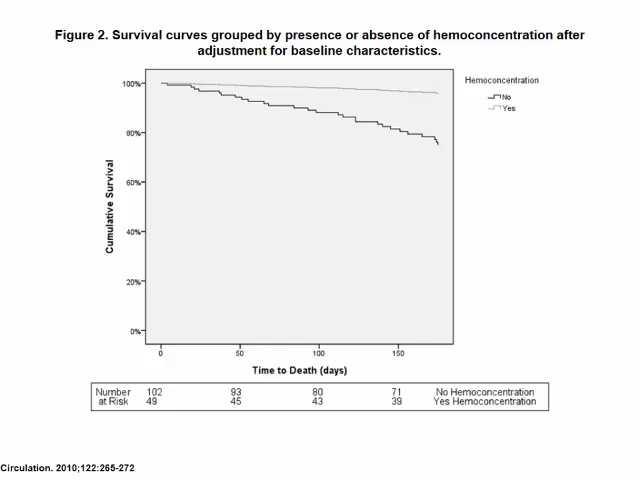 Figure 2. Survival curves grouped by presence or absence of hemoconcentration after
adjustment for baseline characteristics.
Hemoconcentration
No
Yes
100%
80%
60%
40%
20%
0%
Cumulative Survival
0 50 100 150
Time to Death (days)
Number 102 93 80 71 No Hemoconcentration
at Risk 49 45 43 39 Yes Hemoconcentration
Circulation. 2010;122:265-272